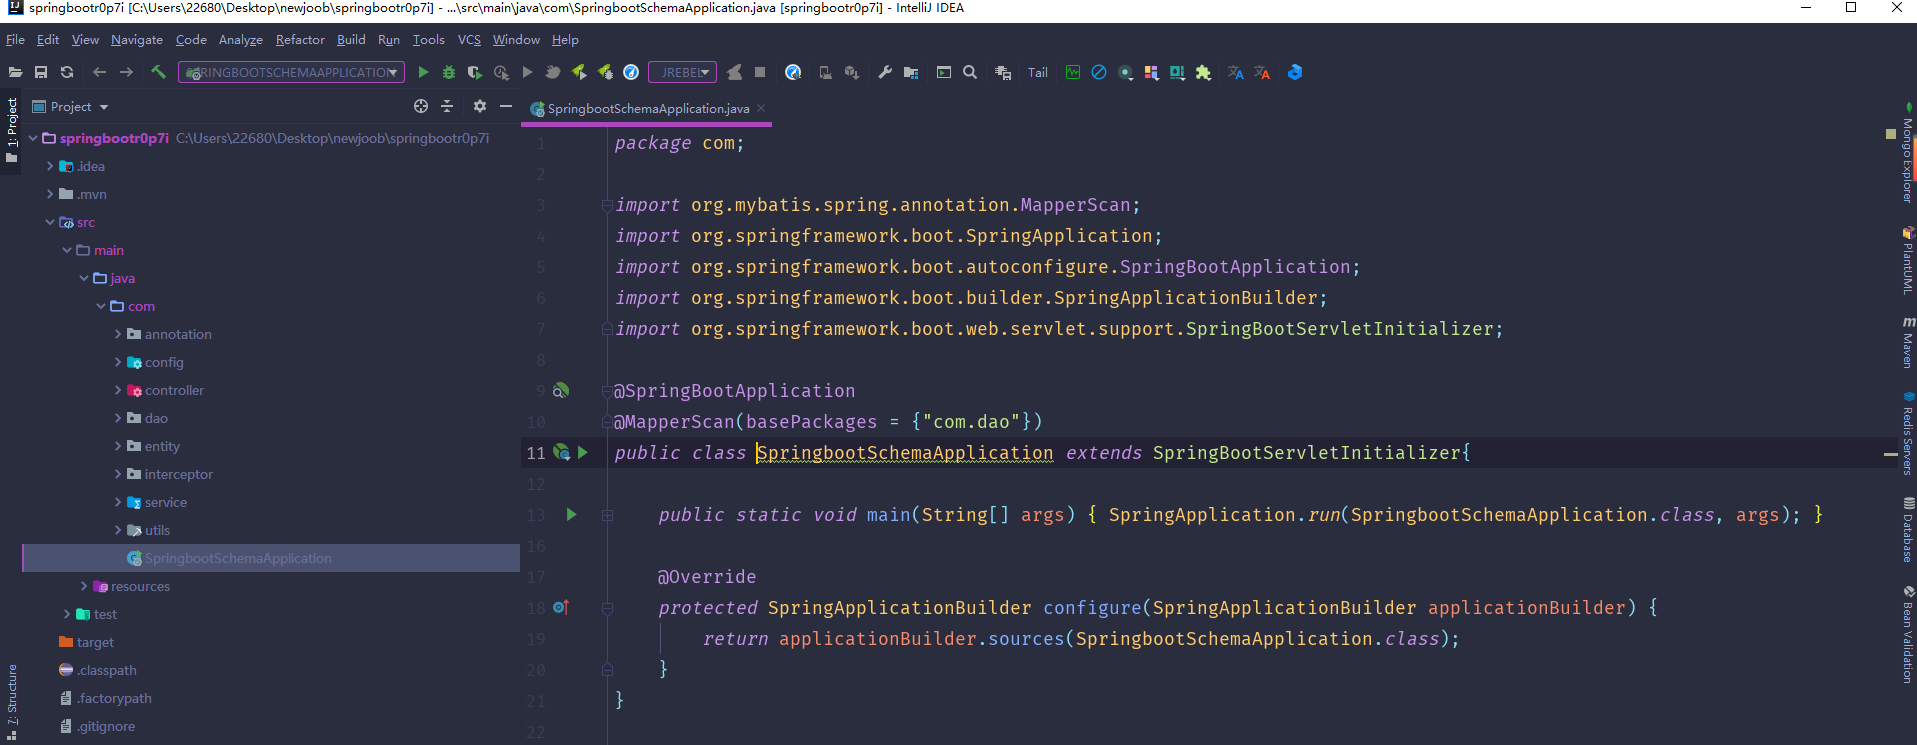 springbootr0p7i [C:\Users\22680\Desktop\newjoob\springbootr0p7i] - ...\src\main\java\com\SpringbootSchemaApplication.java [springbootr0p7i] - IntelliJ IDEA
File Edit View Navigate Code Analyze Refactor Build Run Tools VCS Window Help
SPRINGBOOTSCHEMAAPPLICATION JREBEL Tail
Project
SpringbootSchemaApplication.java
1: Project
7: Structure
springbootr0p7i C:\Users\22680\Desktop\newjoob\springbootr0p7i
.idea
.mvn
src
main
java
com
annotation
config
controller
dao
entity
interceptor
service
utils
SpringbootSchemaApplication
resources
test
target
.classpath
.factorypath
.gitignore
1 package com;
2
3 import org.mybatis.spring.annotation.MapperScan;
4 import org.springframework.boot.SpringApplication;
5 import org.springframework.boot.autoconfigure.SpringBootApplication;
6 import org.springframework.boot.builder.SpringApplicationBuilder;
7 import org.springframework.boot.web.servlet.support.SpringBootServletInitializer;
8
9 @SpringBootApplication
10 @MapperScan(basePackages = {"com.dao"})
11 public class SpringbootSchemaApplication extends SpringBootServletInitializer{
12
13 public static void main(String[] args) { SpringApplication.run(SpringbootSchemaApplication.class, args); }
16
17 @Override
18 protected SpringApplicationBuilder configure(SpringApplicationBuilder applicationBuilder) {
19 return applicationBuilder.sources(SpringbootSchemaApplication.class);
20 }
21 }
22
Mongo Explorer
PlantUML
Maven
Redis Servers
Database
Bean Validation